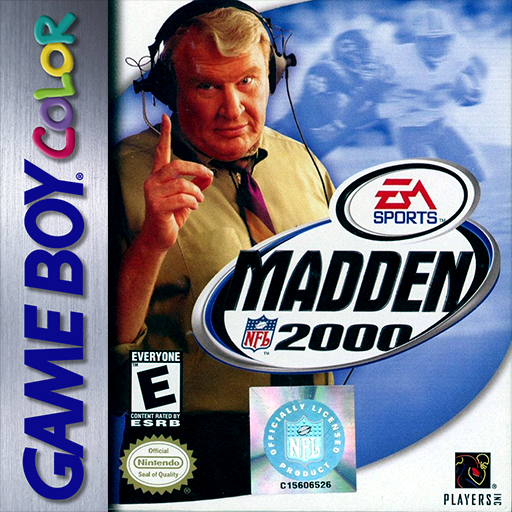 GAME BOY COLOR
EA
SPORTS™
MADDEN
NFL 2000
EVERYONE
E
CONTENT RATED BY
ESRB
Official
Nintendo
Seal of Quality
OFFICIALLY LICENSED
NFL
PRODUCT
C15606526
PLAYERS INC